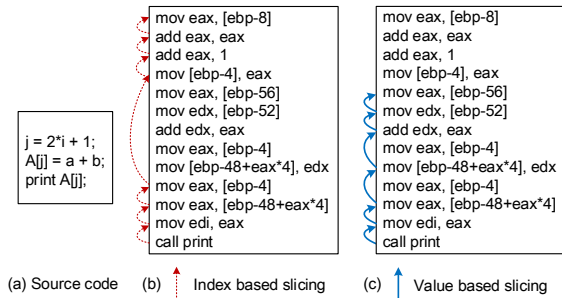 j = 2*i + 1;
A[j] = a + b;
print A[j];
mov eax, [ebp-8]
add eax, eax
add eax, 1
mov [ebp-4], eax
mov eax, [ebp-56]
mov edx, [ebp-52]
add edx, eax
mov eax, [ebp-4]
mov [ebp-48+eax*4], edx
mov eax, [ebp-4]
mov eax, [ebp-48+eax*4]
mov edi, eax
call print
mov eax, [ebp-8]
add eax, eax
add eax, 1
mov [ebp-4], eax
mov eax, [ebp-56]
mov edx, [ebp-52]
add edx, eax
mov eax, [ebp-4]
mov [ebp-48+eax*4], edx
mov eax, [ebp-4]
mov eax, [ebp-48+eax*4]
mov edi, eax
call print
(a) Source code
(b) Index based slicing
(c) Value based slicing